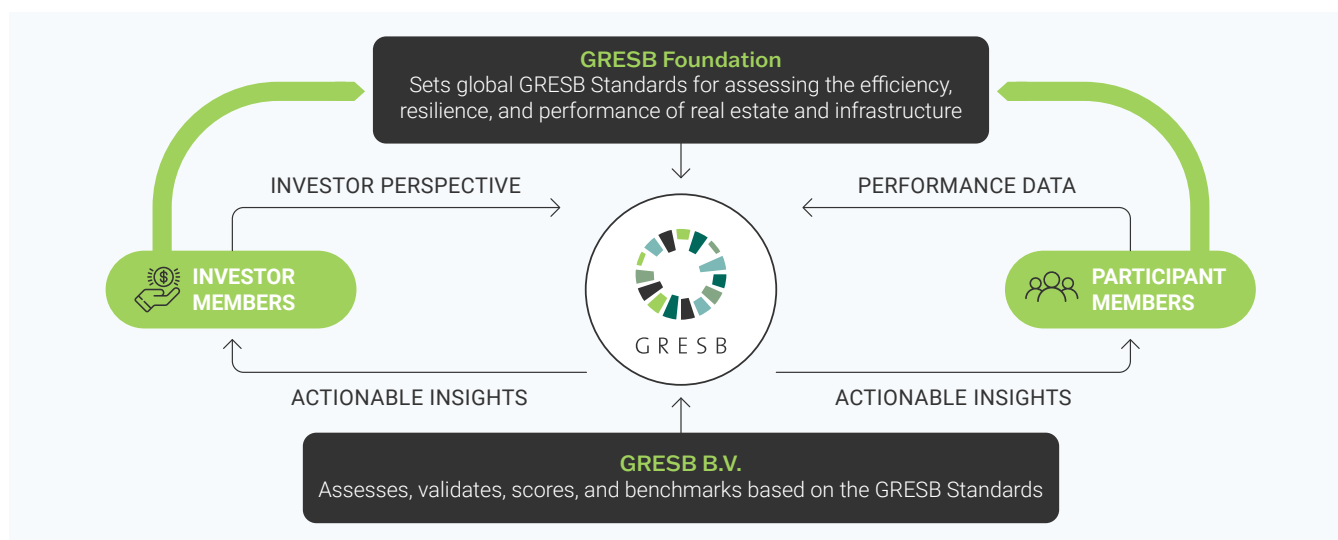 GRESB Foundation
Sets global GRESB Standards for assessing the efficiency,
resilience, and performance of real estate and infrastructure
INVESTOR PERSPECTIVE
PERFORMANCE DATA
$
INVESTOR
MEMBERS
GRESB
PARTICIPANT
MEMBERS
ACTIONABLE INSIGHTS
ACTIONABLE INSIGHTS
GRESB B.V.
Assesses, validates, scores, and benchmarks based on the GRESB Standards